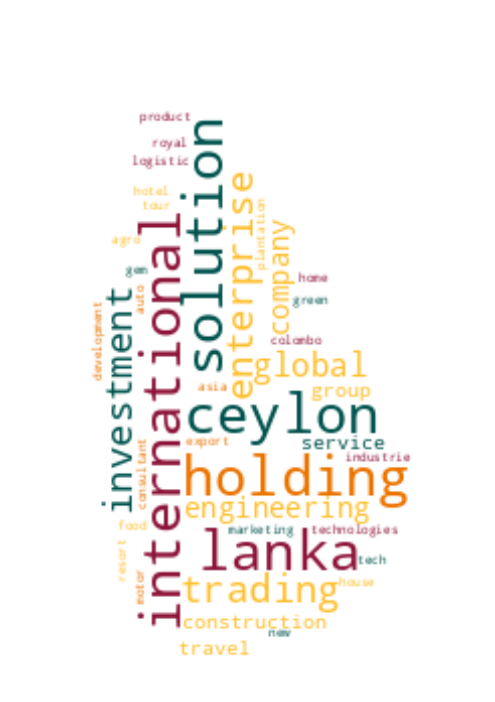 product
royal
logistic
solution
hotel
tour
enterprise
plantation
international
company
agro
gem
home
auto
green
investment
development
colombo
global
asia
group
ceylon
export
service
consultant
industrie
holding
engineering
food
marketing
technologies
lanka
resort
tech
motor
trading
house
construction
new
travel